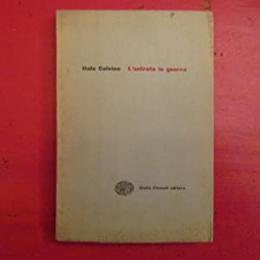 Italo Calvino L'entrata in guerra
Giulio Einaudi editore